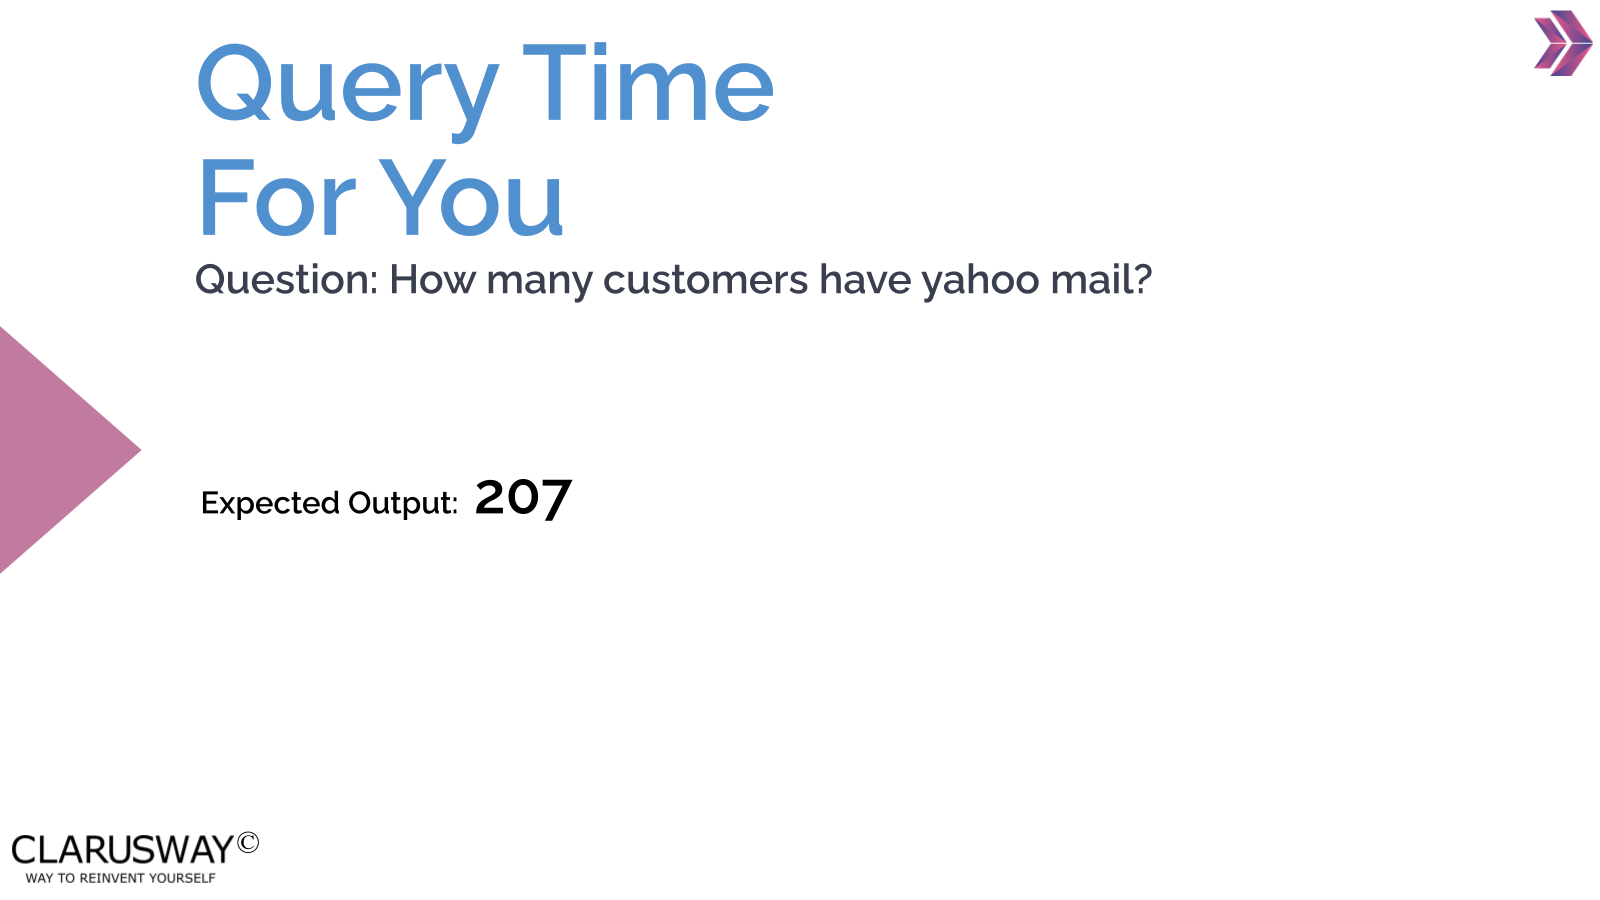 Query Time
For You
Question: How many customers have yahoo mail?
Expected Output: 207
CLARUSWAY©
WAY TO REINVENT YOURSELF